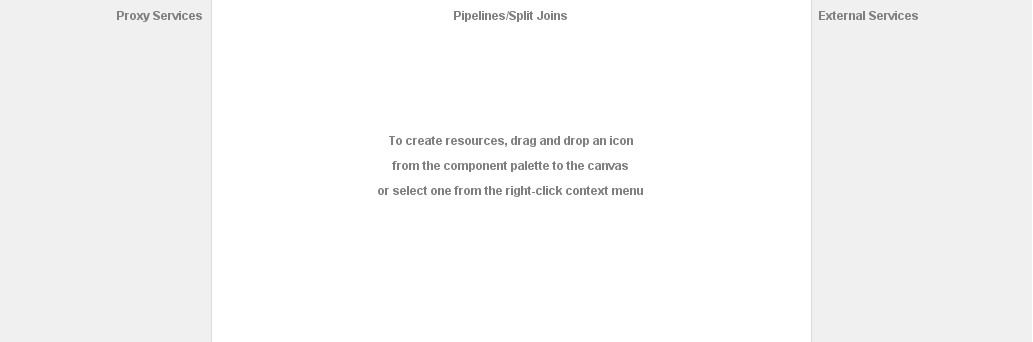 Proxy Services
Pipelines/Split Joins
External Services
To create resources, drag and drop an icon
from the component palette to the canvas
or select one from the right-click context menu